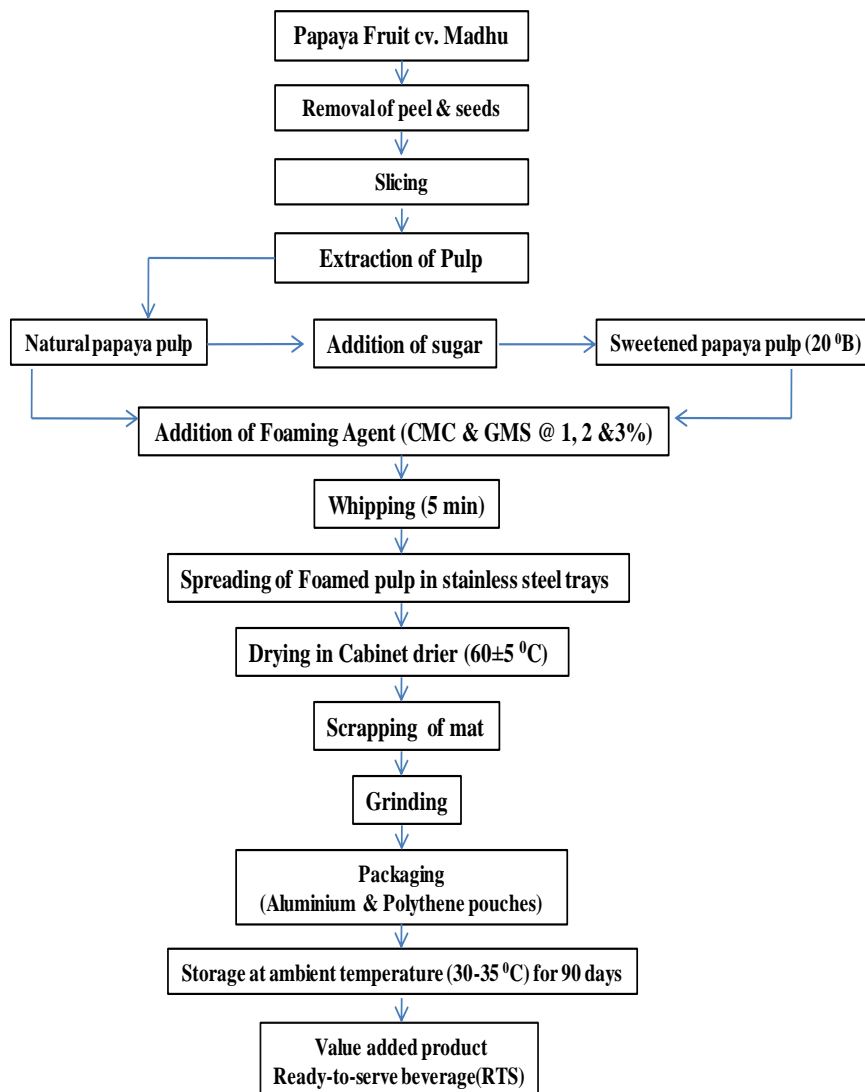 Papaya Fruit cv. Madhu
Removal of peel & seeds
Slicing
Extraction of Pulp
Natural papaya pulp
Addition of sugar
Sweetened papaya pulp (20 ⁰B)
Addition of Foaming Agent (CMC & GMS @ 1, 2 &3%)
Whipping (5 min)
Spreading of Foamed pulp in stainless steel trays
Drying in Cabinet drier (60±5 ⁰C)
Scrapping of mat
Grinding
Packaging
(Aluminium & Polythene pouches)
Storage at ambient temperature (30-35 ⁰C) for 90 days
Value added product
Ready-to-serve beverage(RTS)